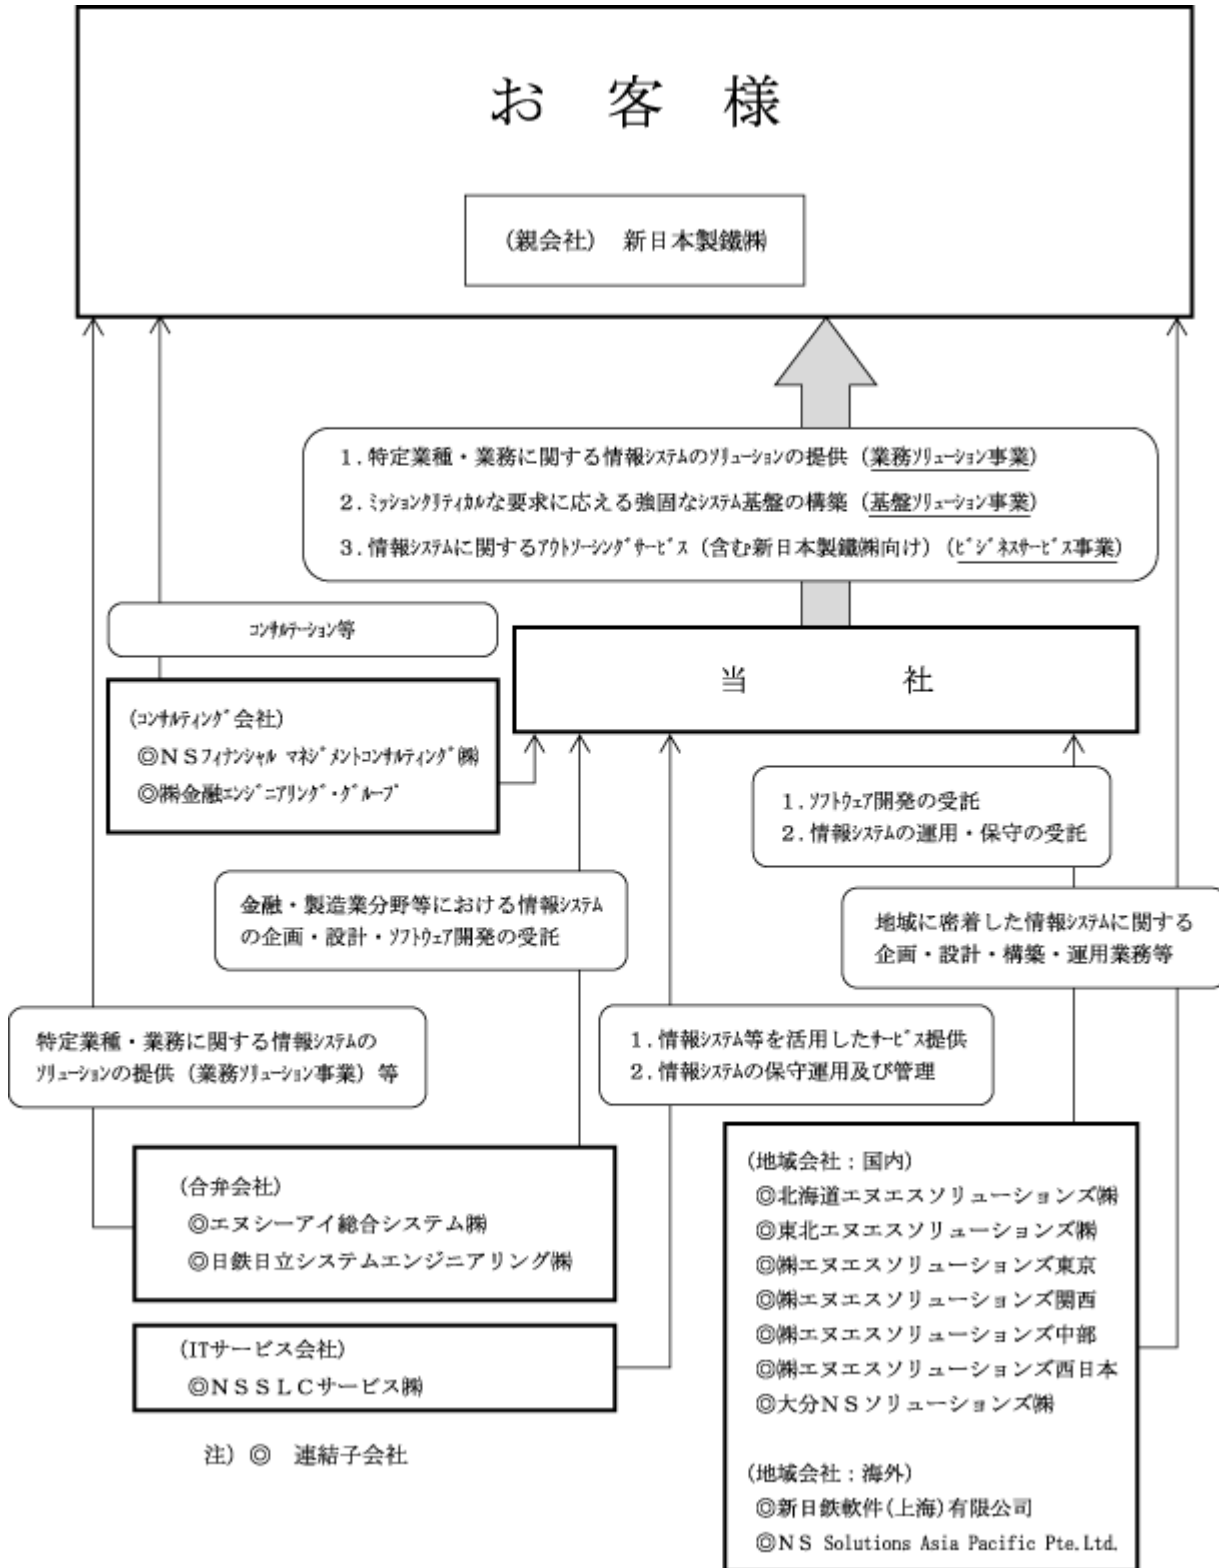 お 客 様
(親会社) 新日本製鐵㈱
1．特定業種・業務に関する情報ｼｽﾃﾑのｿﾘｭｰｼｮﾝの提供（業務ｿﾘｭｰｼｮﾝ事業）
2．ﾐｯｼｮﾝｸﾘﾃｨｶﾙな要求に応える強固なｼｽﾃﾑ基盤の構築（基盤ｿﾘｭｰｼｮﾝ事業）
3．情報ｼｽﾃﾑに関するｱｳﾄｿｰｼﾝｸﾞｻｰﾋﾞｽ（含む新日本製鐵㈱向け）（ﾋﾞｼﾞﾈｽｻｰﾋﾞｽ事業）
ｺﾝｻﾙﾃｰｼｮﾝ等
当 社
(ｺﾝｻﾙﾃｨﾝｸﾞ会社)
◎ＮＳﾌｨﾅﾝｼｬﾙ ﾏﾈｼﾞﾒﾝﾄｺﾝｻﾙﾃｨﾝｸﾞ㈱
◎㈱金融ｴﾝｼﾞﾆｱﾘﾝｸﾞ･ｸﾞﾙｰﾌﾟ
1．ｿﾌﾄｳｪｱ開発の受託
2．情報ｼｽﾃﾑの運用・保守の受託
金融・製造業分野等における情報ｼｽﾃﾑ
の企画・設計・ｿﾌﾄｳｪｱ開発の受託
地域に密着した情報ｼｽﾃﾑに関する
企画・設計・構築・運用業務等
特定業種・業務に関する情報ｼｽﾃﾑの
ｿﾘｭｰｼｮﾝの提供（業務ｿﾘｭｰｼｮﾝ事業）等
1．情報ｼｽﾃﾑ等を活用したｻｰﾋﾞｽ提供
2．情報ｼｽﾃﾑの保守運用及び管理
(合弁会社)
◎エヌシーアイ総合システム㈱
◎日鉄日立システムエンジニアリング㈱
(ITサービス会社)
◎ＮＳＳＬＣサービス㈱
注）◎ 連結子会社
(地域会社：国内)
◎北海道エヌエスソリューションズ㈱
◎東北エヌエスソリューションズ㈱
◎㈱エヌエスソリューションズ東京
◎㈱エヌエスソリューションズ関西
◎㈱エヌエスソリューションズ中部
◎㈱エヌエスソリューションズ西日本
◎大分ＮＳソリューションズ㈱
(地域会社：海外)
◎新日鉄軟件(上海)有限公司
◎ＮＳ Solutions Asia Pacific Pte.Ltd.